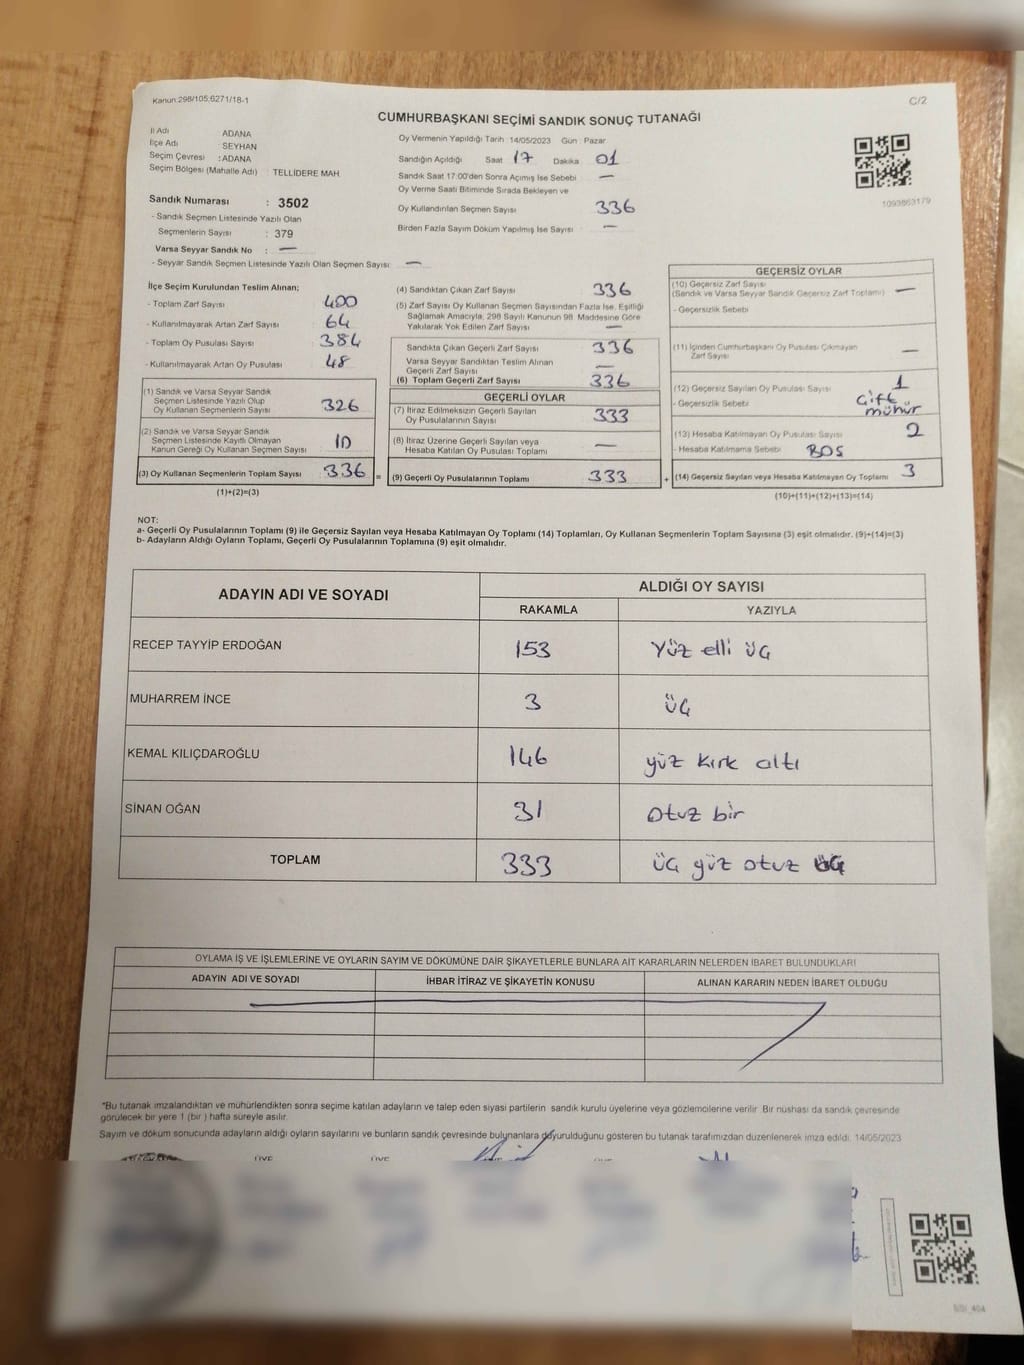 Kanun:298/105;6271/18-1
C/2
CUMHURBAŞKANI SEÇİMİ SANDIK SONUÇ TUTANAĞI
İl Adı ADANA
İlçe Adı SEYHAN
Seçim Çevresi :ADANA
Seçim Bölgesi (Mahalle Adı) : TELLİDERE MAH
Sandık Numarası : 3502
- Sandık Seçmen Listesinde Yazılı Olan
Seçmenlerin Sayısı : 379
Varsa Seyyar Sandık No : —
- Seyyar Sandık Seçmen Listesinde Yazılı Olan Seçmen Sayısı —
Oy Vermenin Yapıldığı Tarih 14/05/2023 Gün Pazar
Sandığın Açıldığı Saat 17 Dakika 01
Sandık Saat 17:00'den Sonra Açımış İse Sebebi —
Oy Verme Saati Bitiminde Sırada Bekleyen ve
Oy Kullandırılan Seçmen Sayısı 336
Birden Fazla Sayım Döküm Yapılmış İse Sayısı —
1093863179
İlçe Seçim Kurulundan Teslim Alınan;
- Toplam Zarf Sayısı 400
- Kullanılmayarak Artan Zarf Sayısı 64
- Toplam Oy Pusulası Sayısı 384
- Kullanılmayarak Artan Oy Pusulası 48
(1) Sandık ve Varsa Seyyar Sandık
Seçmen Listesinde Yazılı Olup
Oy Kullanan Seçmenlerin Sayısı 326
(2) Sandık ve Varsa Seyyar Sandık
Seçmen Listesinde Kayıtlı Olmayan
Kanun Gereği Oy Kullanan Seçmen Sayısı 10
(3) Oy Kullanan Seçmenlerin Toplam Sayısı 336 =
(1)+(2)=(3)
(4) Sandıktan Çıkan Zarf Sayısı 336
(5) Zarf Sayısı Oy Kullanan Seçmen Sayısından Fazla İse, Eşitliği
Sağlamak Amacıyla, 298 Sayılı Kanunun 98. Maddesine Göre
Yakılarak Yok Edilen Zarf Sayısı —
Sandıkta Çıkan Geçerli Zarf Sayısı 336
Varsa Seyyar Sandıktan Teslim Alınan
Geçerli Zarf Sayısı —
(6) Toplam Geçerli Zarf Sayısı 336
GEÇERLİ OYLAR
(7) İtiraz Edilmeksizin Geçerli Sayılan
Oy Pusulalarının Sayısı 333
(8) İtiraz Üzerine Geçerli Sayılan veya
Hesaba Katılan Oy Pusulası Toplamı —
(9) Geçerli Oy Pusulalarının Toplamı 333 +
GEÇERSİZ OYLAR
(10) Geçersiz Zarf Sayısı
(Sandık ve Varsa Seyyar Sandık Geçersiz Zarf Toplamı) —
- Geçersizlik Sebebi
(11) İçinden Cumhurbaşkanı Oy Pusulası Çıkmayan
Zarf Sayısı —
(12) Geçersiz Sayılan Oy Pusulası Sayısı 1
- Geçersizlik Sebebi Çift
mühür
(13) Hesaba Katılmayan Oy Pusulası Sayısı 2
- Hesaba Katılmama Sebebi BOŞ
(14) Geçersiz Sayılan veya Hesaba Katılmayan Oy Toplamı 3
(10)+(11)+(12)+(13)=(14)
NOT:
a- Geçerli Oy Pusulalarının Toplamı (9) ile Geçersiz Sayılan veya Hesaba Katılmayan Oy Toplamı (14) Toplamları, Oy Kullanan Seçmenlerin Toplam Sayısına (3) eşit olmalıdır. (9)+(14)=(3)
b- Adayların Aldığı Oyların Toplamı, Geçerli Oy Pusulalarının Toplamına (9) eşit olmalıdır.
ADAYIN ADI VE SOYADI ALDIĞI OY SAYISI
RAKAMLA YAZIYLA
RECEP TAYYİP ERDOĞAN 153 Yüz elli üç
MUHARREM İNCE 3 üç
KEMAL KILIÇDAROĞLU 146 yüz kırk altı
SİNAN OĞAN 31 otuz bir
TOPLAM 333 üç yüz otuz üç
OYLAMA İŞ VE İŞLEMLERİNE VE OYLARIN SAYIM VE DÖKÜMÜNE DAİR ŞİKAYETLERLE BUNLARA AİT KARARLARIN NELERDEN İBARET BULUNDUKLARI
ADAYIN ADI VE SOYADI İHBAR İTİRAZ VE ŞİKAYETİN KONUSU ALINAN KARARIN NEDEN İBARET OLDUĞU
*Bu tutanak imzalandıktan ve mühürlendikten sonra seçime katılan adayların ve talep eden siyasi partilerin sandık kurulu üyelerine veya gözlemcilerine verilir. Bir nüshası da sandık çevresinde
görülecek bir yere 1 (bir ) hafta süreyle asılır.
Sayım ve döküm sonucunda adayların aldığı oyların sayılarını ve bunların sandık çevresinde bulunanlara duyurulduğunu gösteren bu tutanak tarafımızdan düzenlenerek imza edildi. 14/05/2023
ÜYE ÜYE